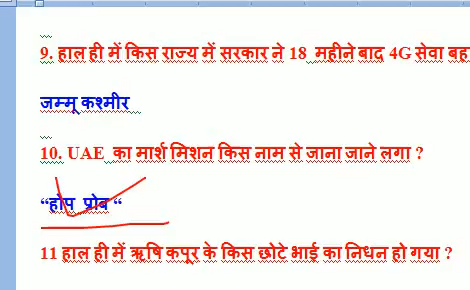 9. हाल ही में किस राज्य में सरकार ने 18 महीने बाद 4G सेवा बह
जम्मू कश्मीर
10. UAE का मार्श मिशन किस नाम से जाना जाने लगा ?
“होप प्रोब “
11 हाल ही में ऋषि कपूर के किस छोटे भाई का निधन हो गया ?